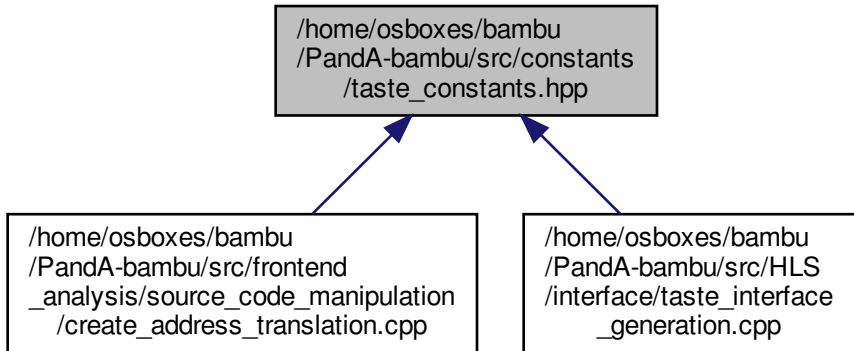 /home/osboxes/bambu
/PandA-bambu/src/constants
/taste_constants.hpp
/home/osboxes/bambu
/PandA-bambu/src/frontend
_analysis/source_code_manipulation
/create_address_translation.cpp
/home/osboxes/bambu
/PandA-bambu/src/HLS
/interface/taste_interface
_generation.cpp